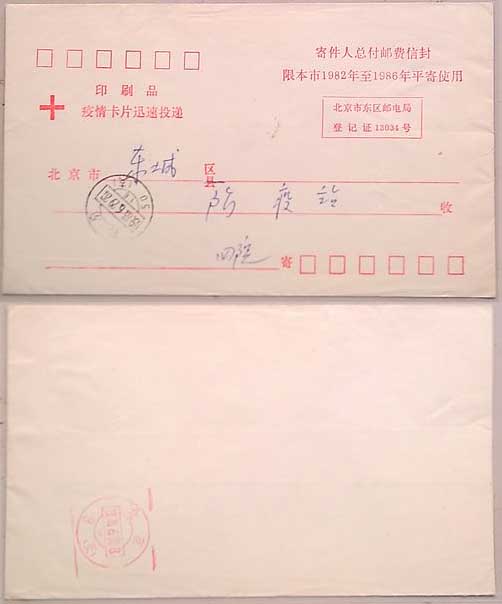 寄件人总付邮费信封
限本市1982年至1986年平寄使用
印刷品
疫情卡片迅速投递
北京市东区邮电局
登记证13034号
北京市 东城 区县
防疫站 收
四院 寄
北京